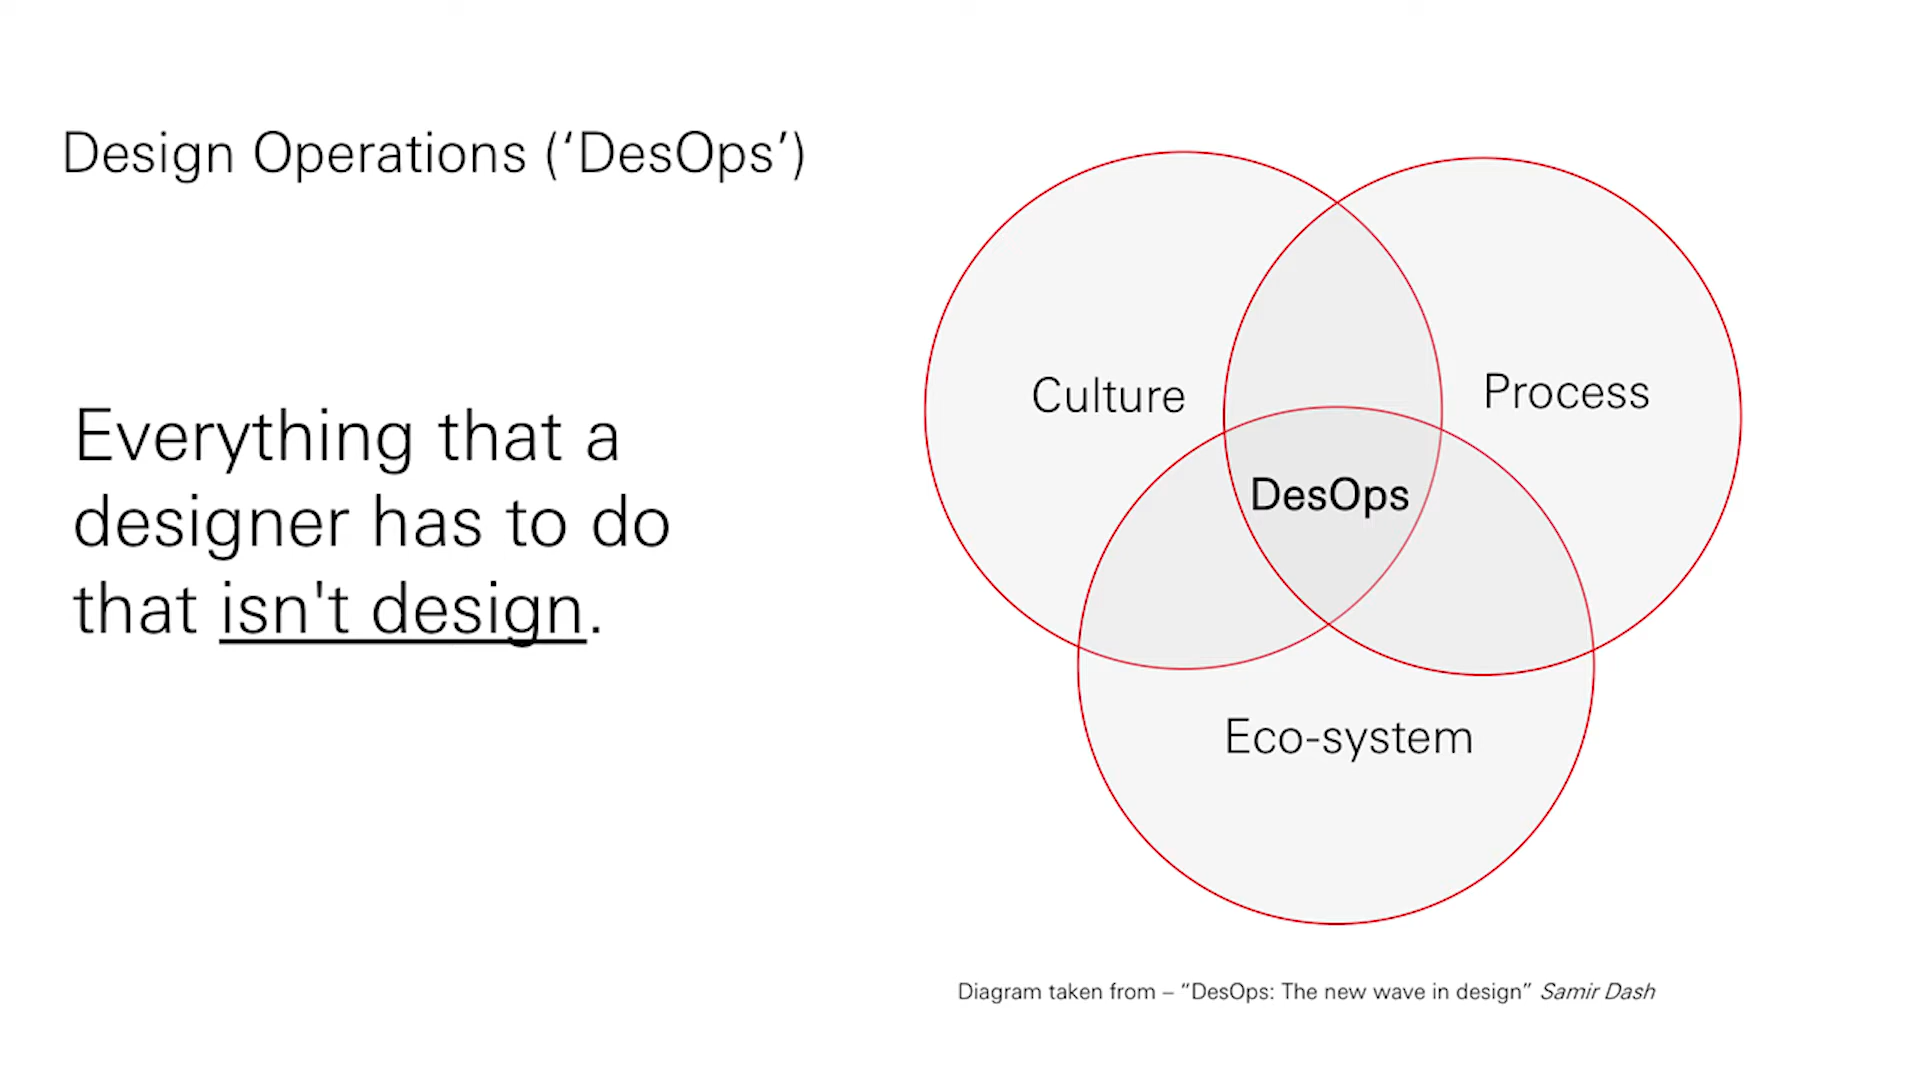 Design Operations (‘DesOps’)
Everything that a
designer has to do
that isn't design.
Culture
Process
DesOps
Eco-system
Diagram taken from – “DesOps: The new wave in design” Samir Dash